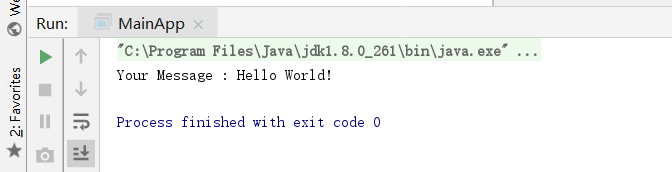 Run: MainApp
"C:\Program Files\Java\jdk1.8.0_261\bin\java.exe" ...
Your Message : Hello World!
Process finished with exit code 0
2: Favorites